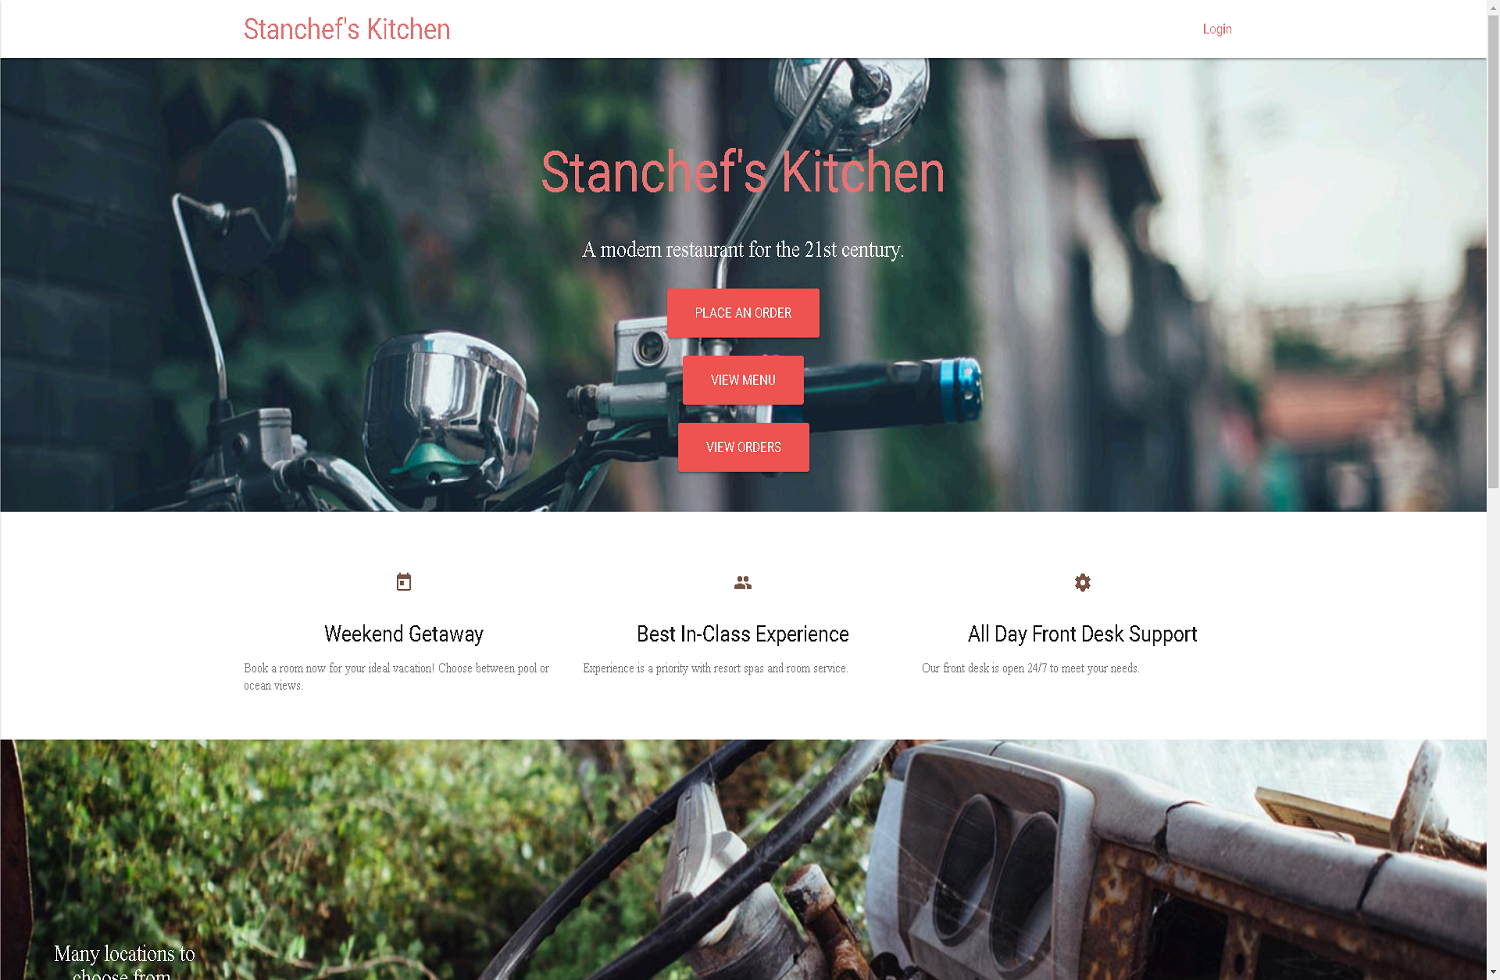 Stanchef's Kitchen
Login
Stanchef's Kitchen
A modern restaurant for the 21st century.
PLACE AN ORDER
VIEW MENU
VIEW ORDERS
Weekend Getaway
Book a room now for your ideal vacation! Choose between pool or
ocean views.
Best In-Class Experience
Experience is a priority with resort spas and room service.
All Day Front Desk Support
Our front desk is open 24/7 to meet your needs.
Many locations to
choose from